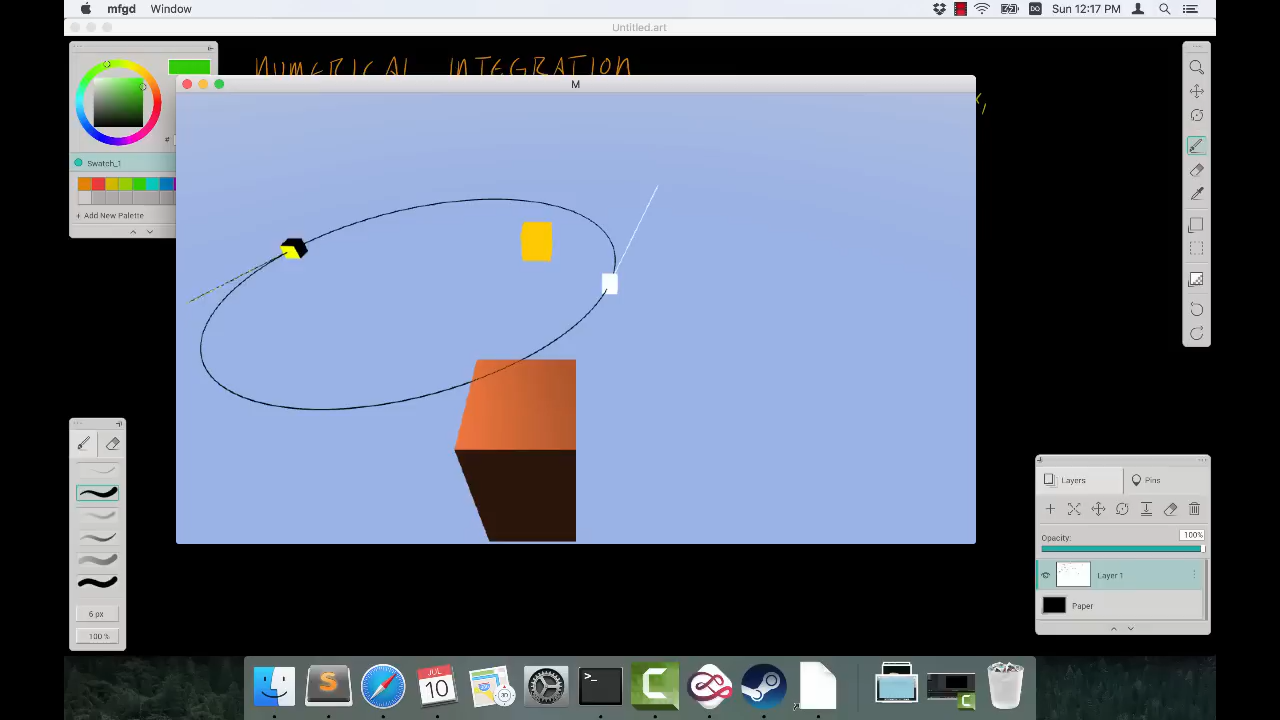 mfgd Window
Sun 12:17 PM
Untitled.art
NUMERICAL INTEGRATION
M
#
Swatch_1
+ Add New Palette
Layers
Pins
Opacity:
100%
Layer 1
Paper
6 px
100 %
S
JUL
10
>_
C